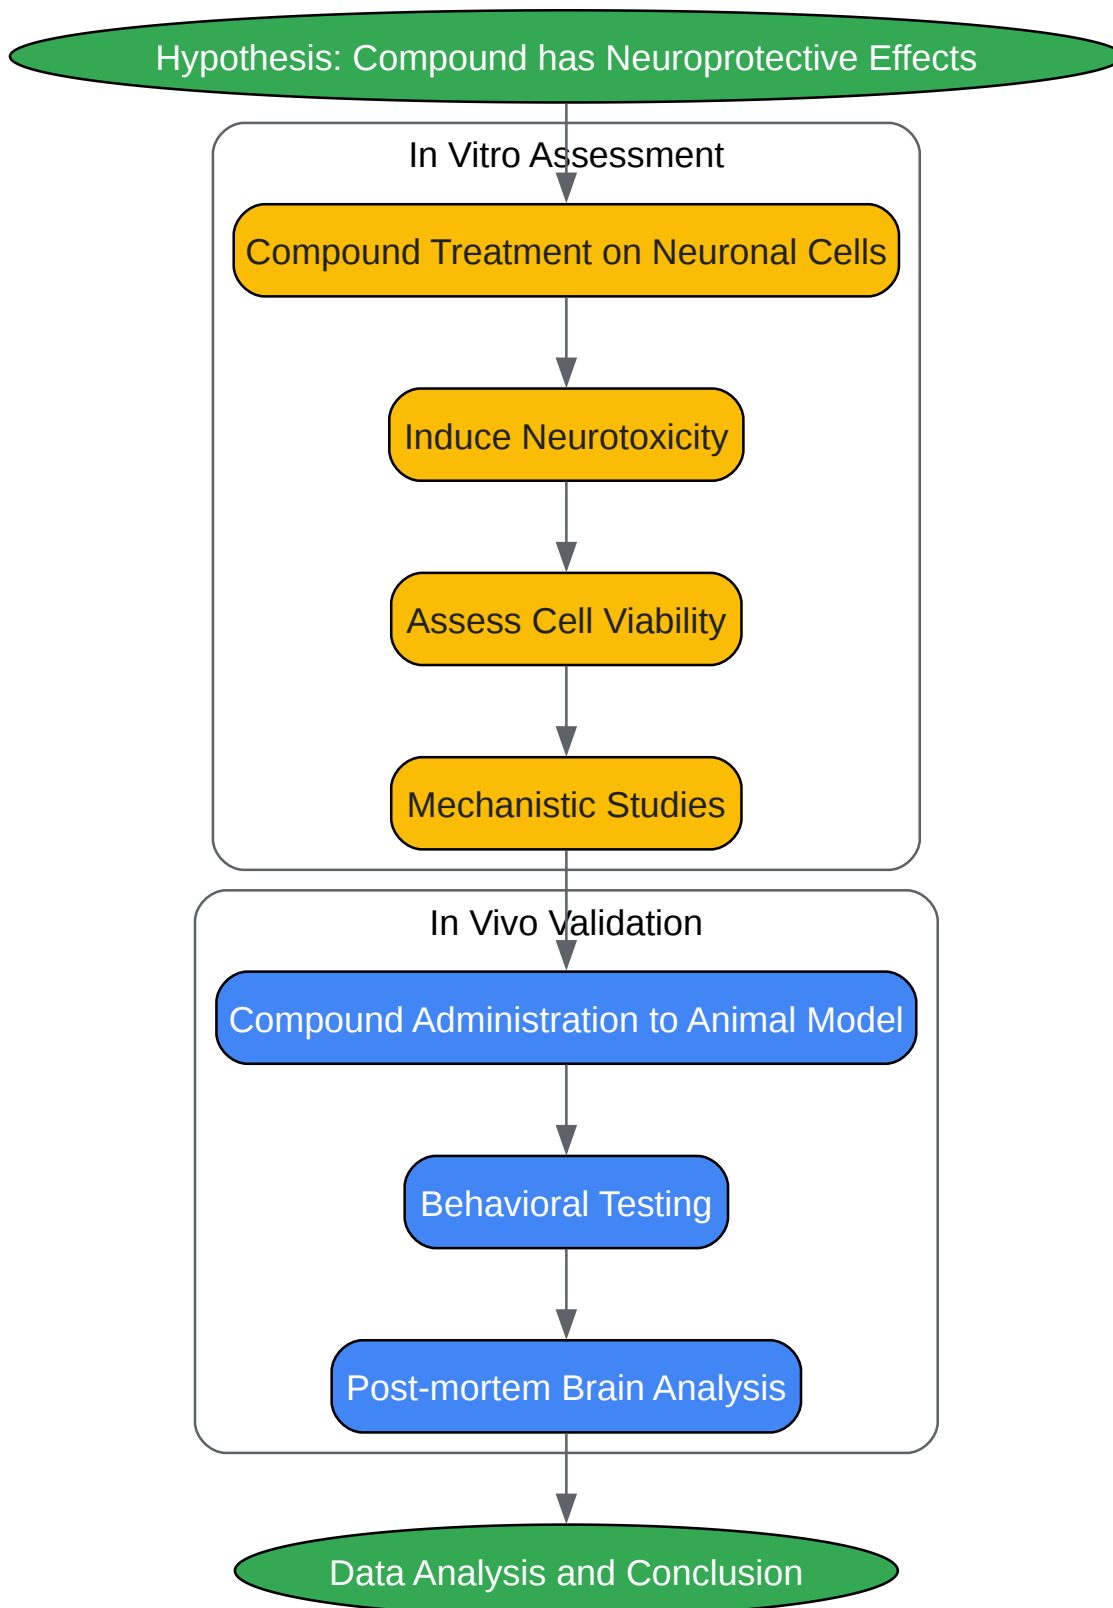 Hypothesis: Compound has Neuroprotective Effects
In Vitro Assessment
Compound Treatment on Neuronal Cells
Induce Neurotoxicity
Assess Cell Viability
Mechanistic Studies
In Vivo Validation
Compound Administration to Animal Model
Behavioral Testing
Post-mortem Brain Analysis
Data Analysis and Conclusion